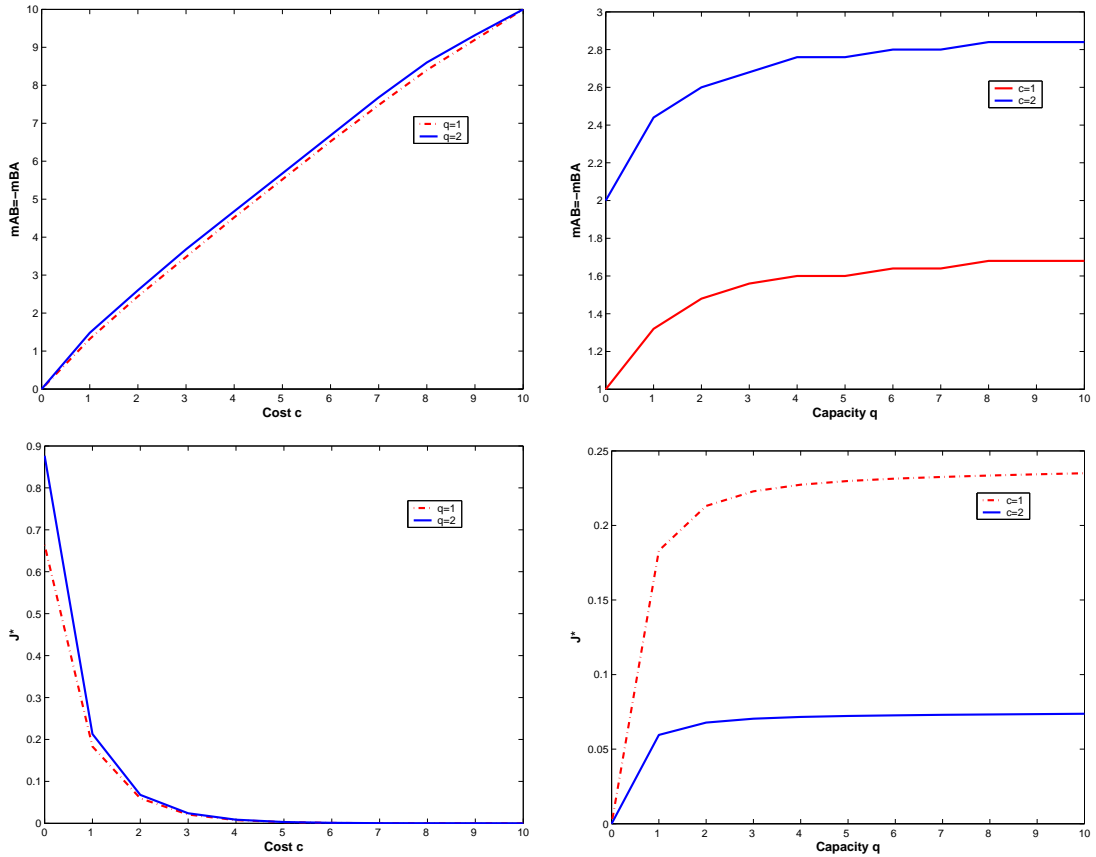 10
9
8
7
6
5
4
3
2
1
0
mAB=−mBA
0 1 2 3 4 5 6 7 8 9 10
Cost c
q=1
q=2
3
2.8
2.6
2.4
2.2
2
1.8
1.6
1.4
1.2
1
mAB=−mBA
0 1 2 3 4 5 6 7 8 9 10
Capacity q
c=1
c=2
0.9
0.8
0.7
0.6
0.5
0.4
0.3
0.2
0.1
0
J*
0 1 2 3 4 5 6 7 8 9 10
Cost c
q=1
q=2
0.25
0.2
0.15
0.1
0.05
0
J*
0 1 2 3 4 5 6 7 8 9 10
Capacity q
c=1
c=2